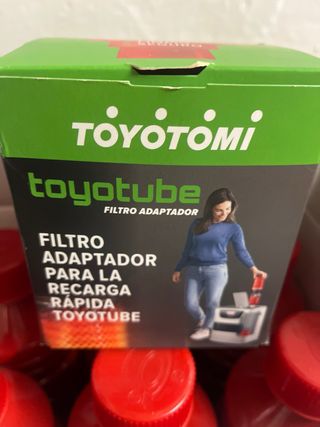 TOYOTOMI
toyotube
FILTRO ADAPTADOR
FILTRO
ADAPTADOR
PARA LA
RECARGA
RÁPIDA
TOYOTUBE